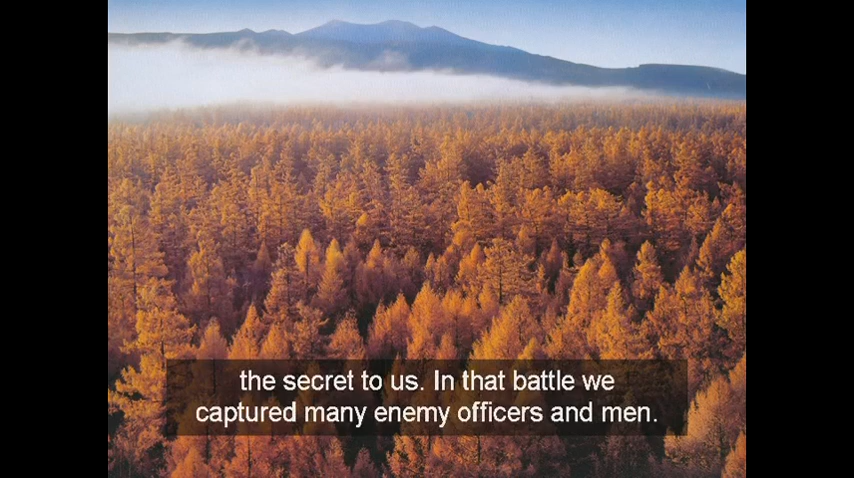 the secret to us. In that battle we
captured many enemy officers and men.